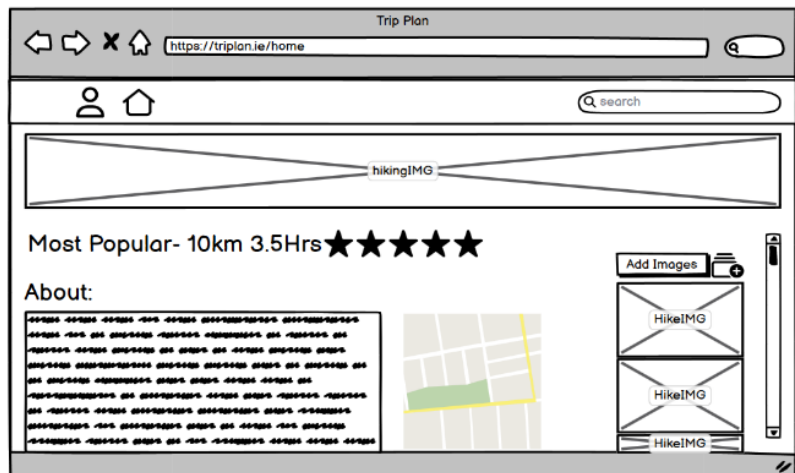 Trip Plan
https://triplan.ie/home
search
hikingIMG
Most Popular- 10km 3.5Hrs
Add Images
About:
HikeIMG
HikeIMG
HikeIMG